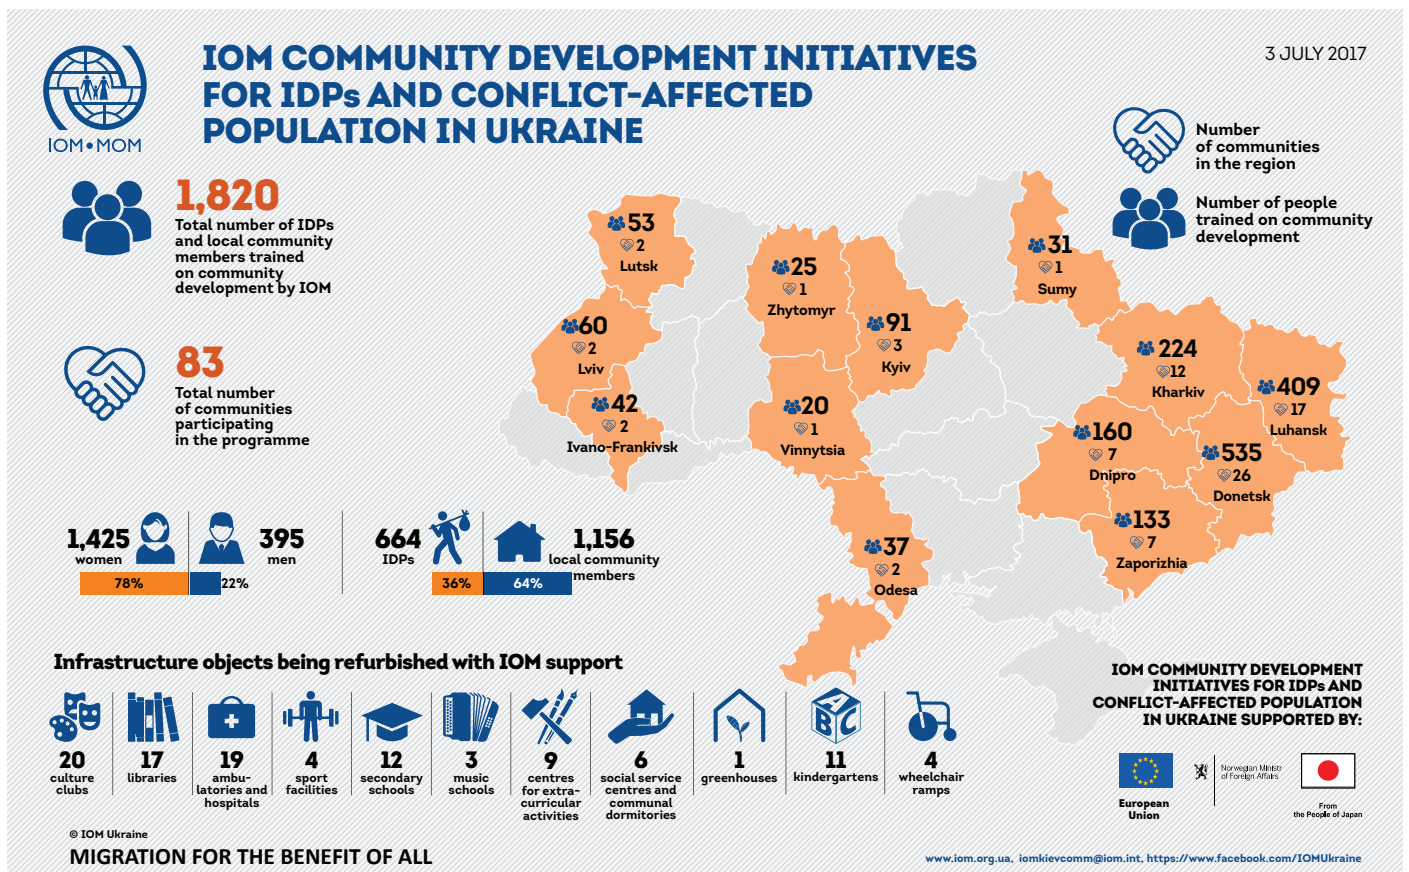 IOM•MOM
IOM COMMUNITY DEVELOPMENT INITIATIVES
FOR IDPs AND CONFLICT-AFFECTED
POPULATION IN UKRAINE
3 JULY 2017
Number
of communities
in the region
Number of people
trained on community
development
1,820
Total number of IDPs
and local community
members trained
on community
development by IOM
83
Total number
of communities
participating
in the programme
53
2
Lutsk
25
1
Zhytomyr
31
1
Sumy
60
2
Lviv
91
3
Kyiv
224
12
Kharkiv
409
17
Luhansk
42
2
Ivano-Frankivsk
20
1
Vinnytsia
160
7
Dnipro
535
26
Donetsk
133
7
Zaporizhia
37
2
Odesa
1,425
women
78%
395
men
22%
664
IDPs
36%
1,156
local community
members
64%
Infrastructure objects being refurbished with IOM support
20
culture
clubs
17
libraries
19
ambu-
latories and
hospitals
4
sport
facilities
12
secondary
schools
3
music
schools
9
centres
for extra-
curricular
activities
6
social service
centres and
communal
dormitories
1
greenhouses
A
B C
11
kindergartens
4
wheelchair
ramps
IOM COMMUNITY DEVELOPMENT
INITIATIVES FOR IDPs AND
CONFLICT-AFFECTED POPULATION
IN UKRAINE SUPPORTED BY:
European
Union
Norwegian Ministr
of Foreign Affairs
From
the People of Japan
© IOM Ukraine
MIGRATION FOR THE BENEFIT OF ALL
www.iom.org.ua, iomkievcomm@iom.int, https://www.facebook.com/IOMUkraine